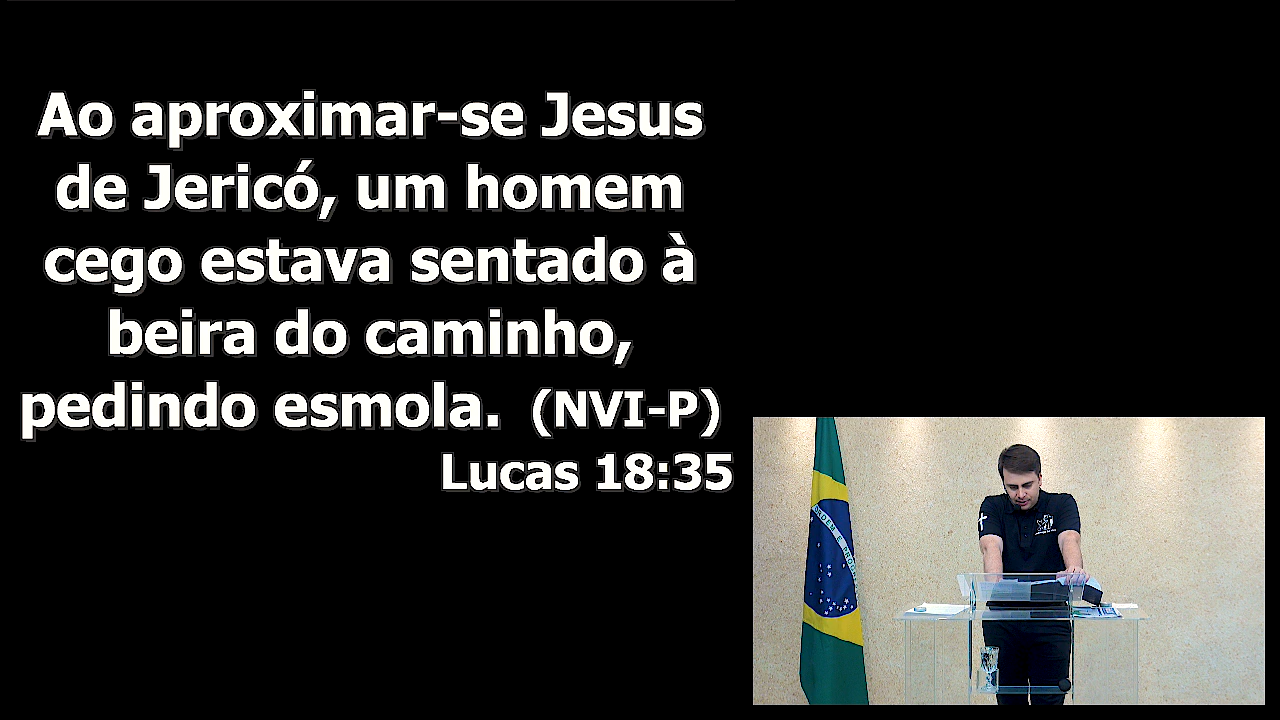 Ao aproximar-se Jesus
de Jericó, um homem
cego estava sentado à
beira do caminho,
pedindo esmola. (NVI-P)
Lucas 18:35